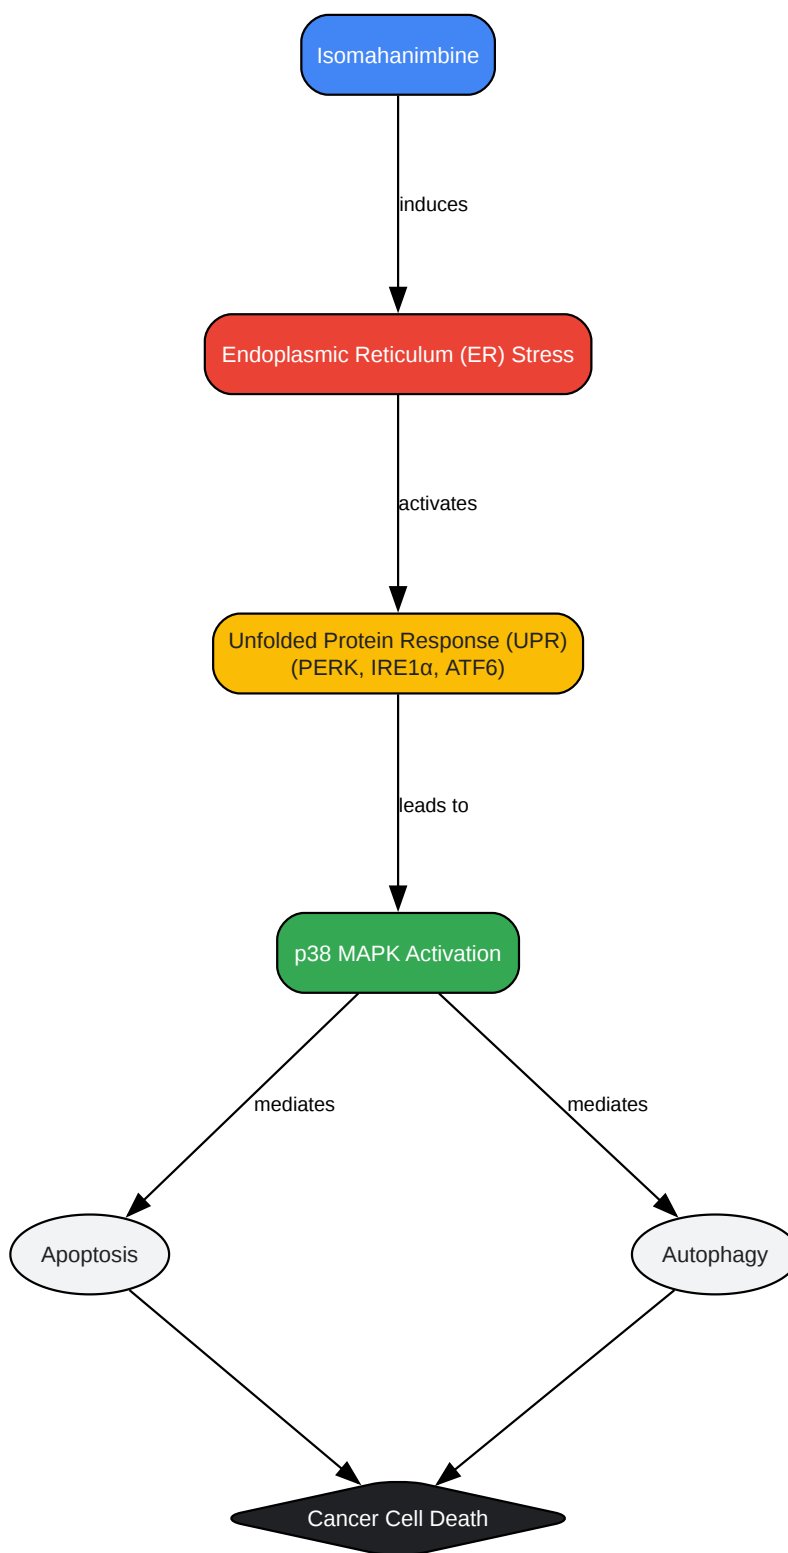 Isomahanimbine
induces
Endoplasmic Reticulum (ER) Stress
activates
Unfolded Protein Response (UPR)
(PERK, IRE1α, ATF6)
leads to
p38 MAPK Activation
mediates
mediates
Apoptosis
Autophagy
Cancer Cell Death